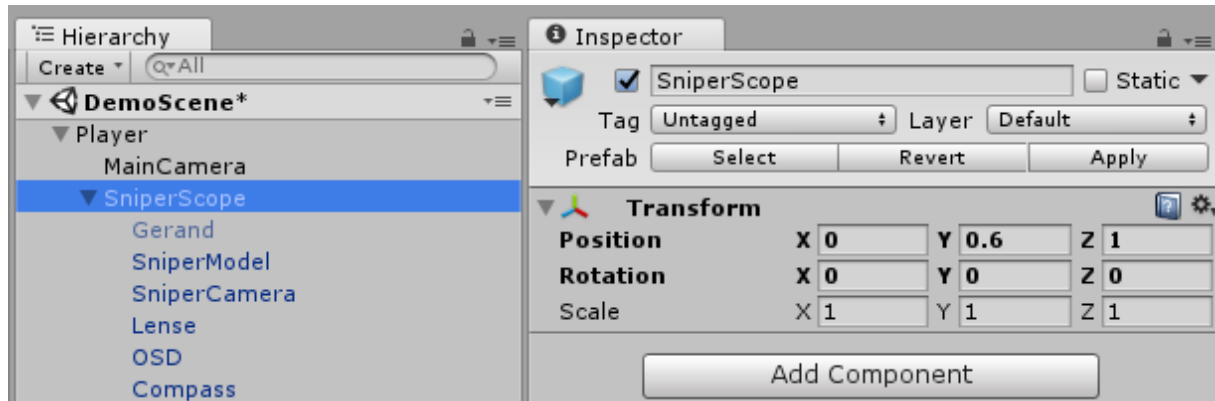 Hierarchy
Create
All
DemoScene*
Player
MainCamera
SniperScope
Gerand
SniperModel
SniperCamera
Lense
OSD
Compass
Inspector
SniperScope
Static
Tag Untagged Layer Default
Prefab Select Revert Apply
Transform
Position X 0 Y 0.6 Z 1
Rotation X 0 Y 0 Z 0
Scale X 1 Y 1 Z 1
Add Component